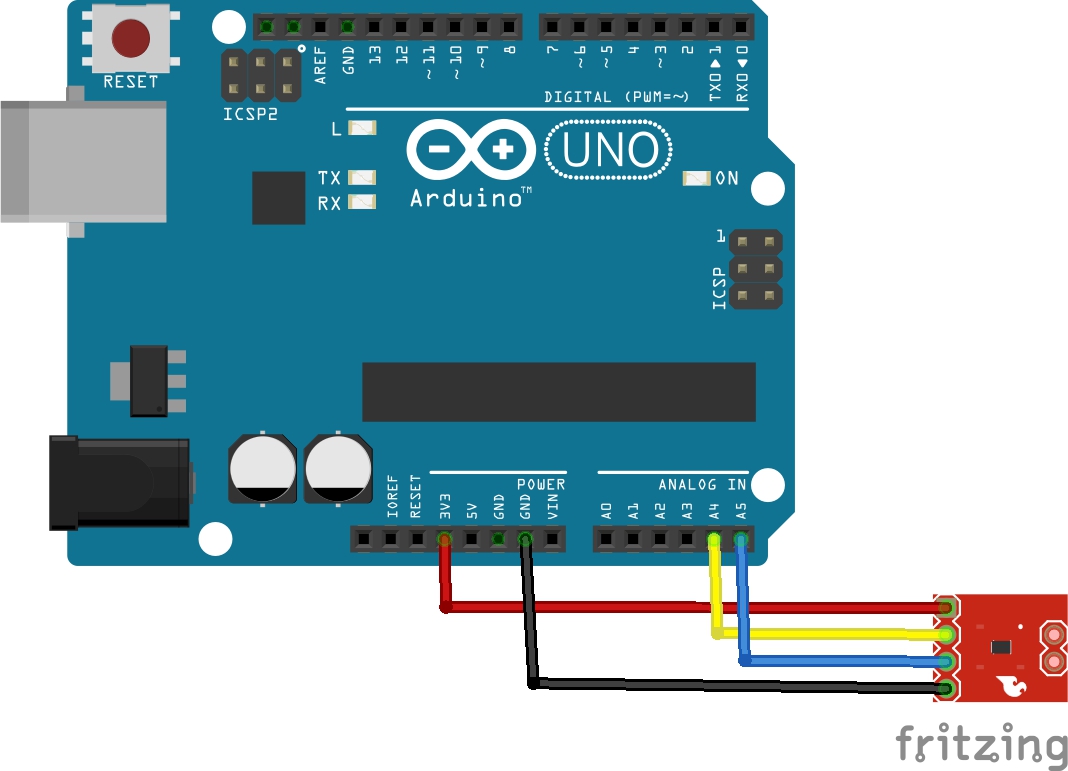 RESET
ICSP2
AREF
GND
13
12
~11
~10
~9
8
7
~6
~5
4
~3
2
TX0▶1
RX0◀0
DIGITAL (PWM=~)
L
TX
RX
Arduino™
UNO
ON
1
ICSP
POWER
ANALOG IN
IOREF
RESET
3V3
5V
GND
GND
VIN
A0
A1
A2
A3
A4
A5
fritzing